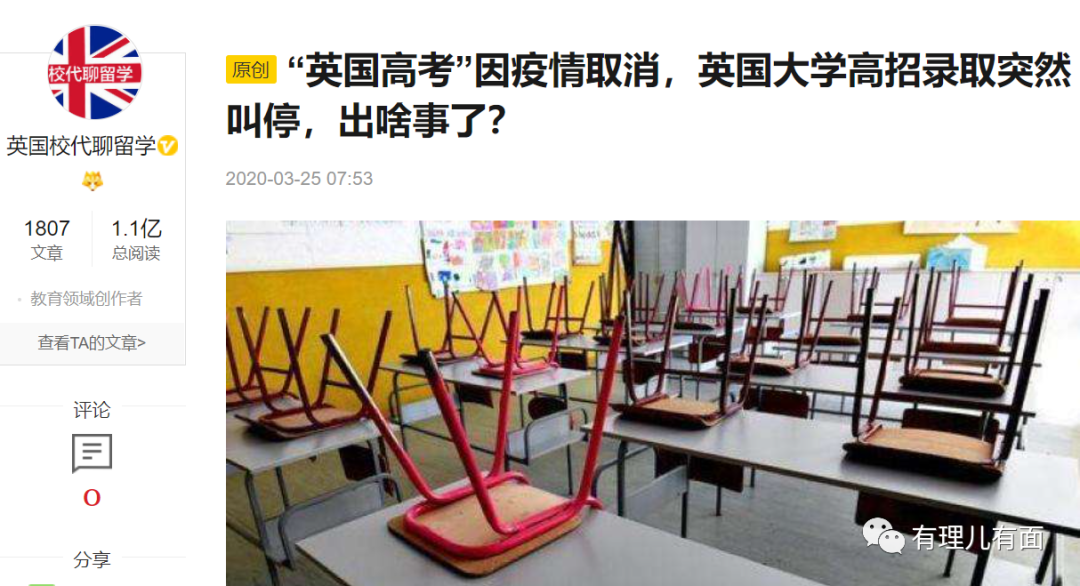 校代聊留学
英国校代聊留学
1807
文章
1.1亿
总阅读
教育领域创作者
查看TA的文章>
评论
0
分享
原创 “英国高考”因疫情取消，英国大学高招录取突然
叫停，出啥事了？
2020-03-25 07:53
有理儿有面